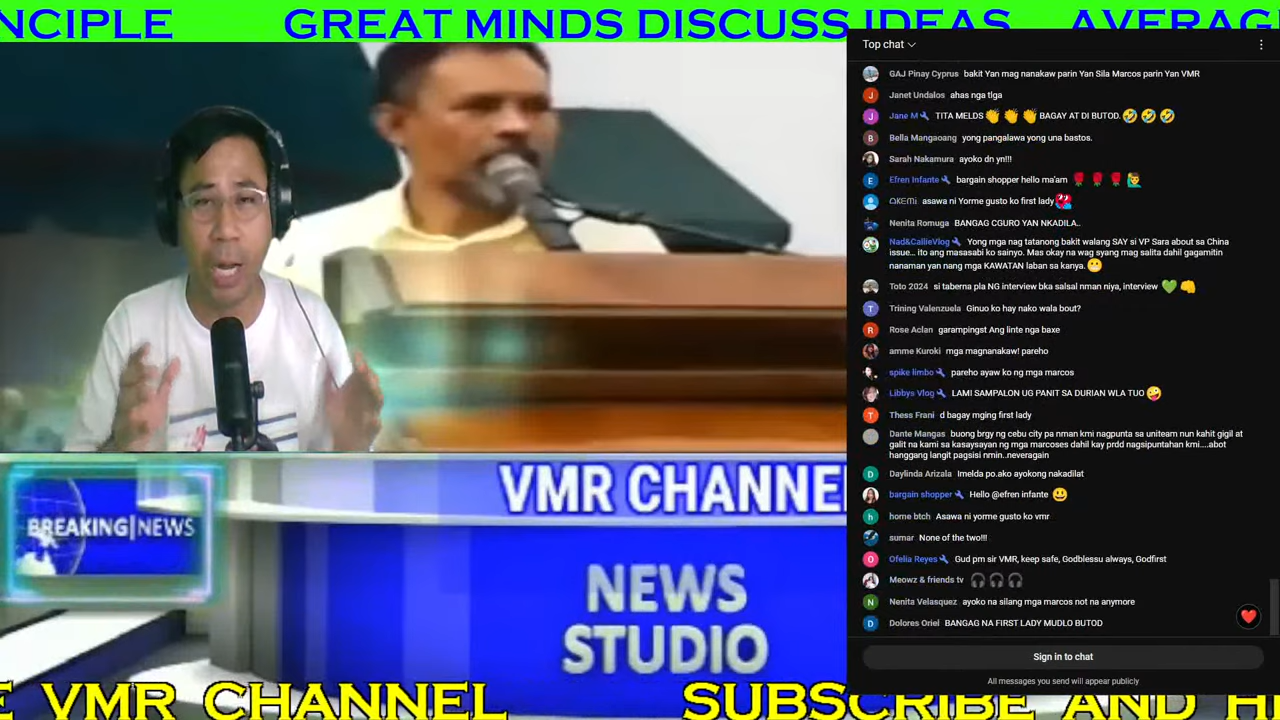 NCIPLE GREAT MINDS DISCUSS IDEAS AVERAG
Top chat
GAJ Pinay Cyprus bakit Yan mag nanakaw parin Yan Sila Marcos parin Yan VMR
Janet Undalos ahas nga tlga
Jane M TITA MELDS👏 👏 👏 BAGAY AT DI BUTOD.🤣 🤣 🤣
Bella Mangaoang yong pangalawa yong una bastos.
Sarah Nakamura ayoko dn yn!!!
Efren Infante bargain shopper hello ma'am 🌹 🌹 🌹 🙋‍♂️
asawa ni Yorme gusto ko first lady
Nenita Romuga BANGAG CGURO YAN NKADILA..
Nad&CallieVlog Yong mga nag tatanong bakit walang SAY si VP Sara about sa China
issue... ito ang masasabi ko sainyo. Mas okay na wag syang mag salita dahil gagamitin
nanaman yan nang mga KAWATAN laban sa kanya.😬
Toto 2024 si taberna pla NG interview bka salsal nman niya, interview 💚 👊
Trining Valenzuela Ginuo ko hay nako wala bout?
Rose Aclan garampingst Ang linte nga baxe
amme Kuroki mga magnanakaw! pareho
spike limbo pareho ayaw ko ng mga marcos
Libbys Vlog LAMI SAMPALON UG PANIT SA DURIAN WLA TUO 🤪
Thess Frani d bagay mging first lady
Dante Mangas buong brgy ng cebu city pa nman kmi nagpunta sa uniteam nun kahit gigil at
galit na kami sa kasaysayan ng mga marcoses dahil kay prdd nagsipuntahan kmi....abot
hanggang langit pagsisi nmin..neveragain
Daylinda Arizala Imelda po.ako ayokong nakadilat
bargain shopper Hello @efren infante 😃
home btch Asawa ni yorme gusto ko vmr
sumar None of the two!!!
Ofelia Reyes Gud pm sir VMR, keep safe, Godblessu always, Godfirst
Meowz & friends tv 🎧 🎧 🎧
Nenita Velasquez ayoko na silang mga marcos not na anymore
Dolores Oriel BANGAG NA FIRST LADY MUDLO BUTOD
Sign in to chat
All messages you send will appear publicly
VMR CHANNE
BREAKING|NEWS
NEWS
STUDIO
E VMR CHANNEL SUBSCRIBE AND HI